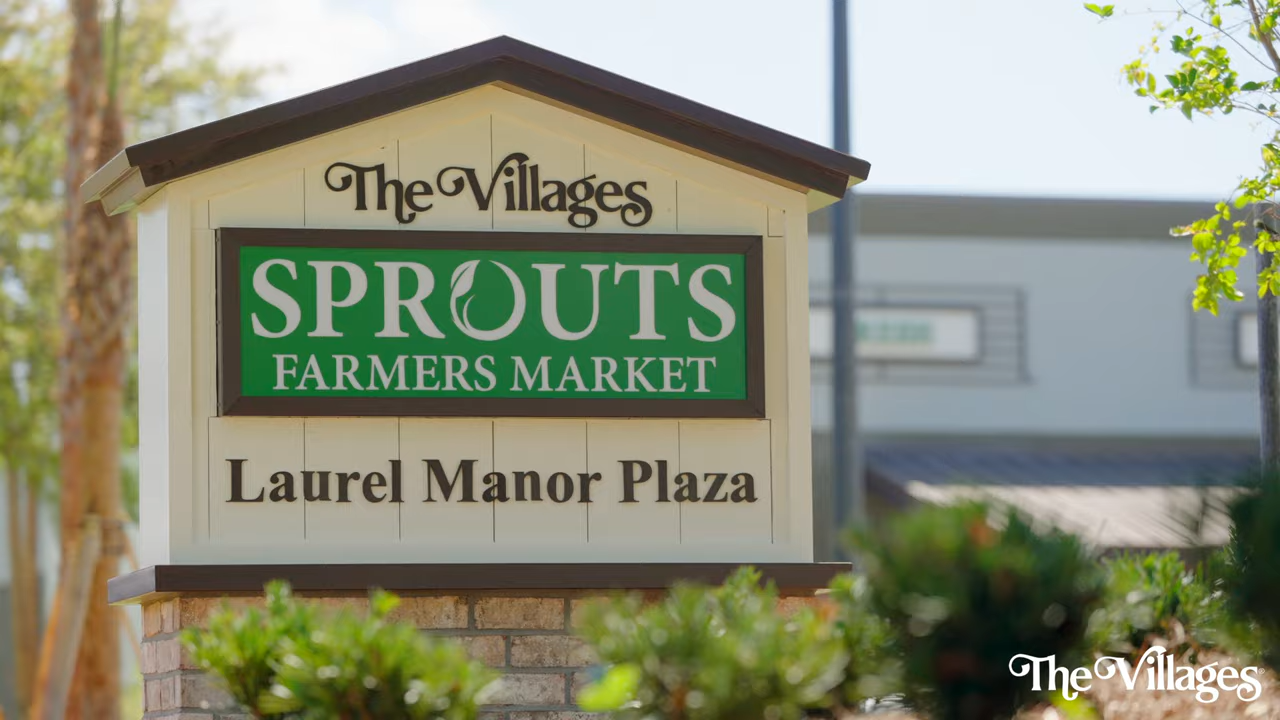 The Villages
SPROUTS
FARMERS MARKET
Laurel Manor Plaza
The Villages